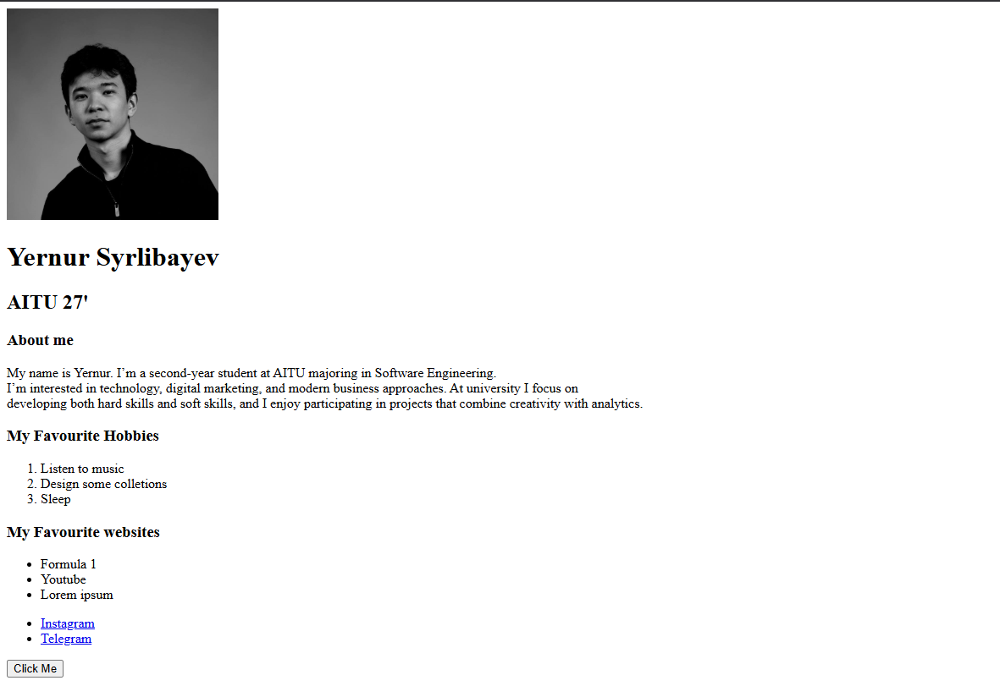 Yernur Syrlibayev
AITU 27'
About me
My name is Yernur. I’m a second-year student at AITU majoring in Software Engineering.
I’m interested in technology, digital marketing, and modern business approaches. At university I focus on
developing both hard skills and soft skills, and I enjoy participating in projects that combine creativity with analytics.
My Favourite Hobbies
1. Listen to music
2. Design some colletions
3. Sleep
My Favourite websites
• Formula 1
• Youtube
• Lorem ipsum
• Instagram
• Telegram
Click Me